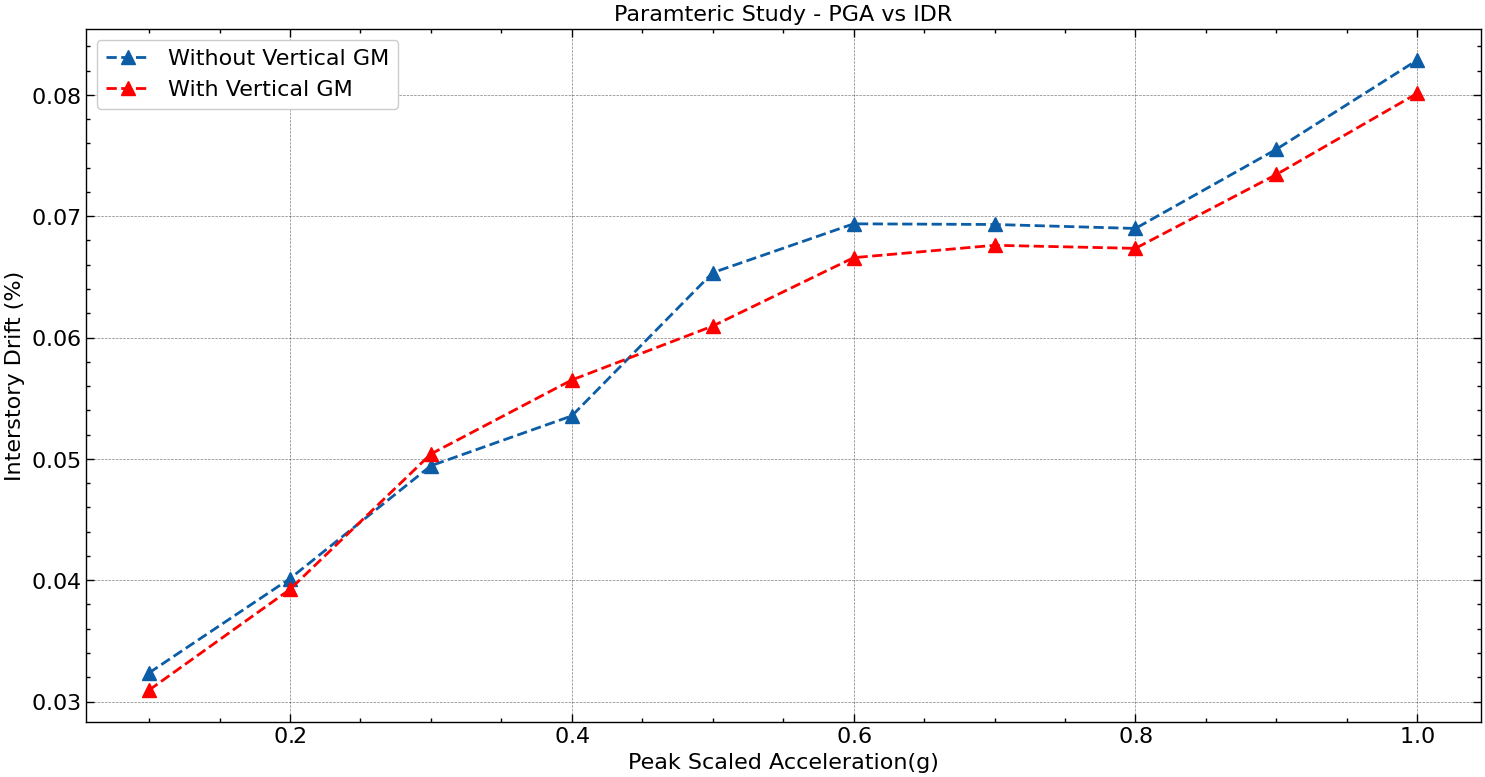 Paramteric Study - PGA vs IDR
Without Vertical GM
With Vertical GM
0.08
0.07
0.06
0.05
0.04
0.03
Interstory Drift (%)
0.2 0.4 0.6 0.8 1.0
Peak Scaled Acceleration(g)